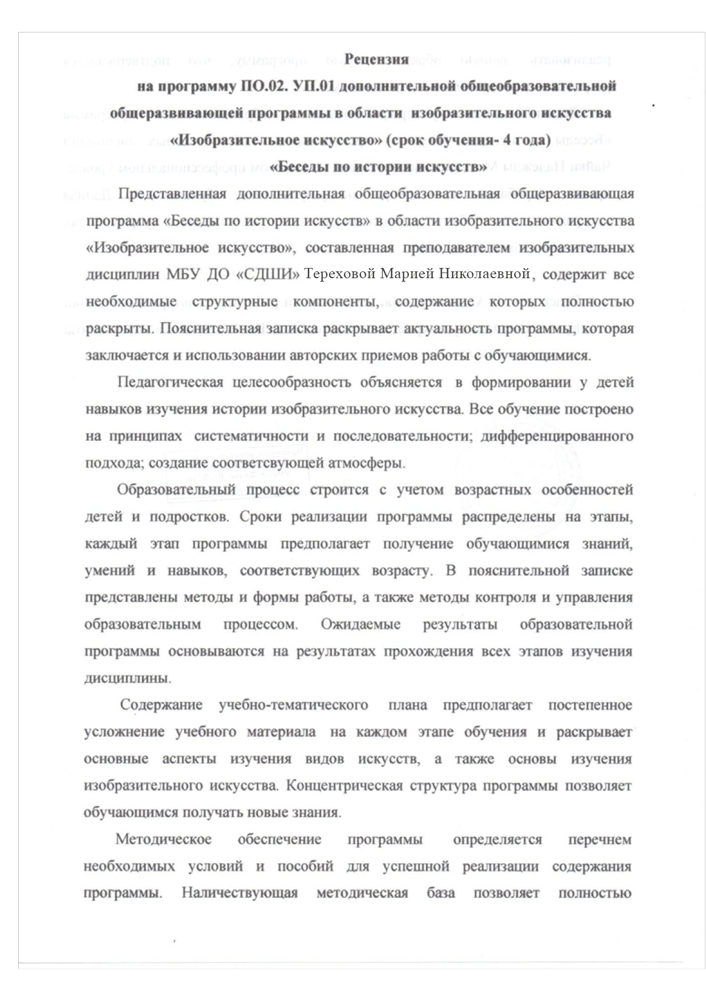 Рецензия
на программу ПО.02. УП.01 дополнительной общеобразовательной
общеразвивающей программы в области изобразительного искусства
«Изобразительное искусство» (срок обучения- 4 года)
«Беседы по истории искусств»
Представленная дополнительная общеобразовательная общеразвивающая
программа «Беседы по истории искусств» в области изобразительного искусства
«Изобразительное искусство», составленная преподавателем изобразительных
дисциплин МБУ ДО «СДШИ» Тереховой Марией Николаевной, содержит все
необходимые структурные компоненты, содержание которых полностью
раскрыты. Пояснительная записка раскрывает актуальность программы, которая
заключается и использовании авторских приемов работы с обучающимися.
Педагогическая целесообразность объясняется в формировании у детей
навыков изучения истории изобразительного искусства. Все обучение построено
на принципах систематичности и последовательности; дифференцированного
подхода; создание соответсвующей атмосферы.
Образовательный процесс строится с учетом возрастных особенностей
детей и подростков. Сроки реализации программы распределены на этапы,
каждый этап программы предполагает получение обучающимися знаний,
умений и навыков, соответствующих возрасту. В пояснительной записке
представлены методы и формы работы, а также методы контроля и управления
образовательным процессом. Ожидаемые результаты образовательной
программы основываются на результатах прохождения всех этапов изучения
дисциплины.
Содержание учебно-тематического плана предполагает постепенное
усложнение учебного материала на каждом этапе обучения и раскрывает
основные аспекты изучения видов искусств, а также основы изучения
изобразительного искусства. Концентрическая структура программы позволяет
обучающимся получать новые знания.
Методическое обеспечение программы определяется перечнем
необходимых условий и пособий для успешной реализации содержания
программы. Наличествующая методическая база позволяет полностью